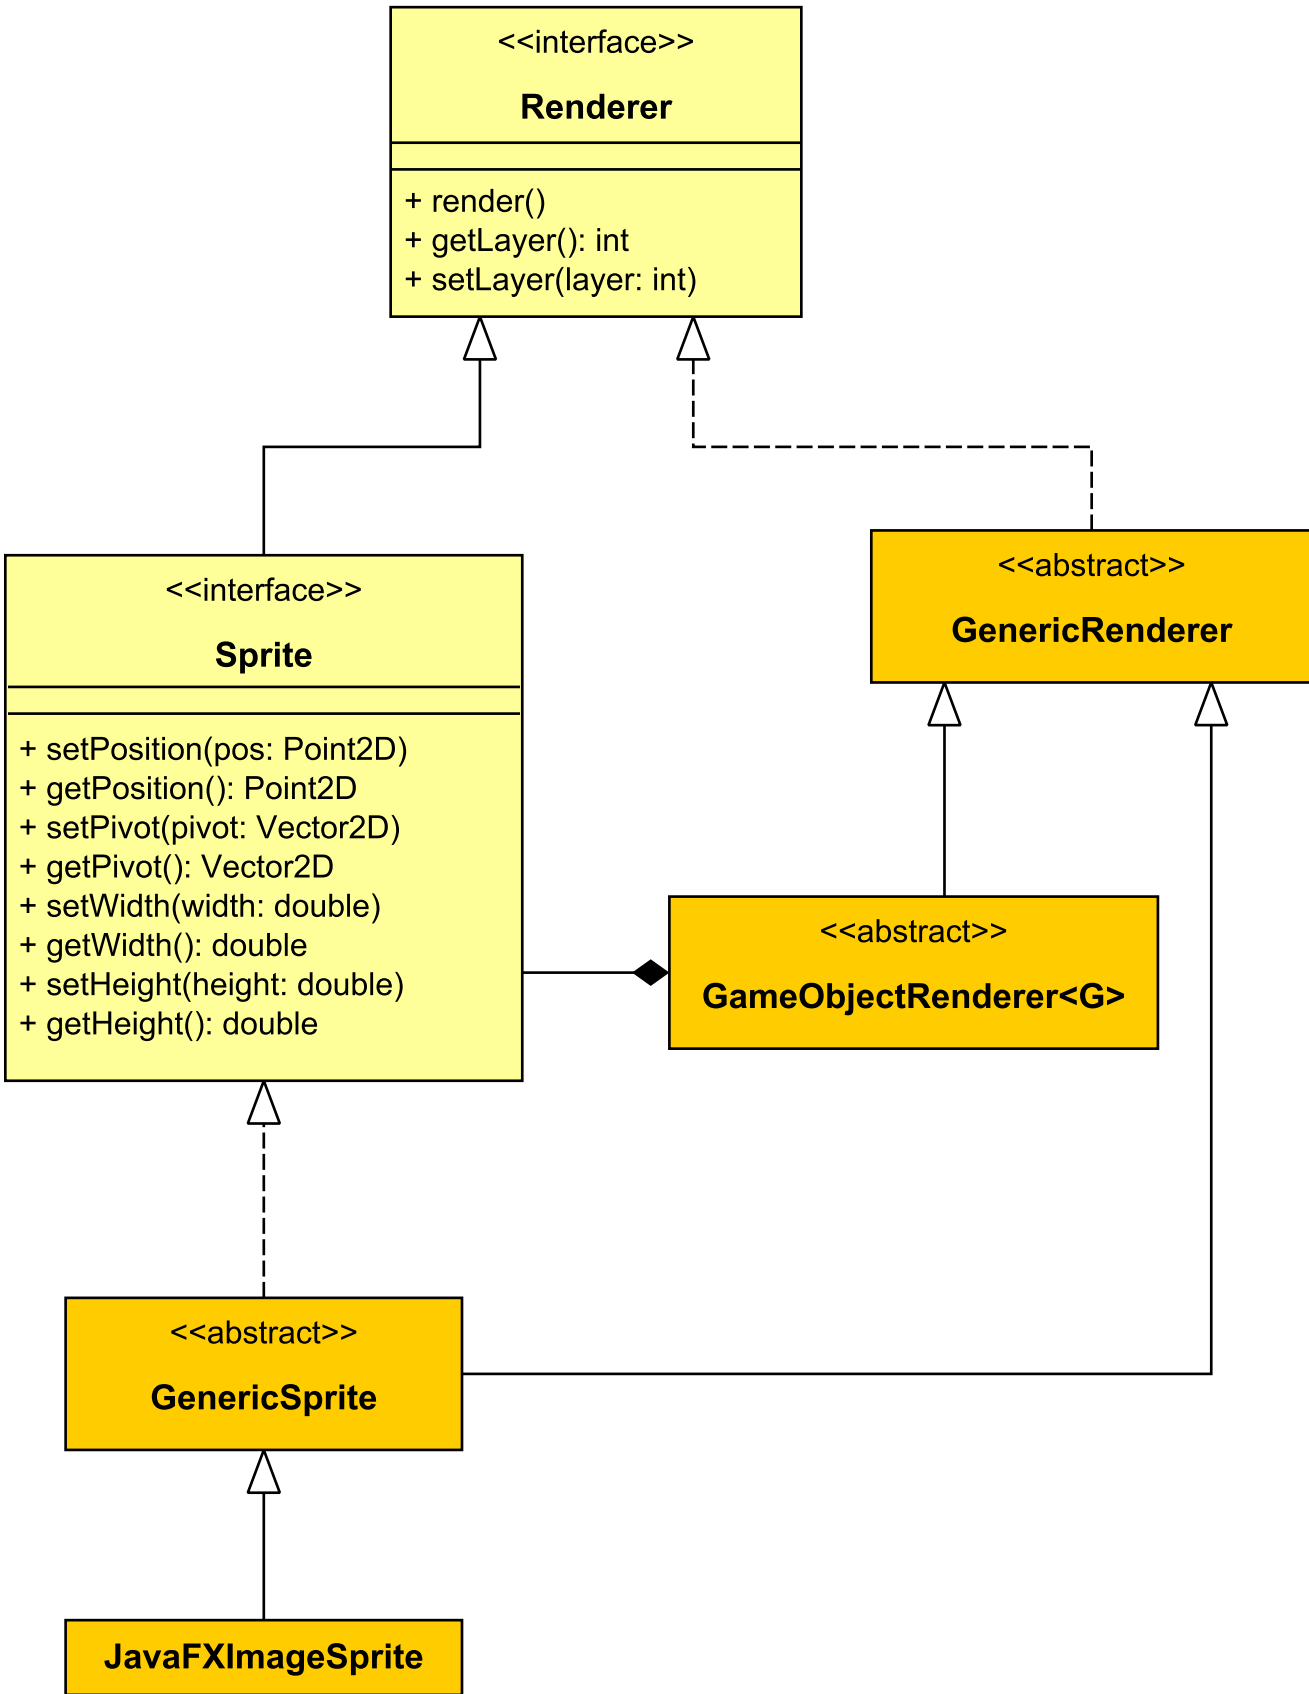 <<interface>>
Renderer
+ render()
+ getLayer(): int
+ setLayer(layer: int)
<<interface>>
Sprite
+ setPosition(pos: Point2D)
+ getPosition(): Point2D
+ setPivot(pivot: Vector2D)
+ getPivot(): Vector2D
+ setWidth(width: double)
+ getWidth(): double
+ setHeight(height: double)
+ getHeight(): double
<<abstract>>
GenericRenderer
<<abstract>>
GameObjectRenderer<G>
<<abstract>>
GenericSprite
JavaFXImageSprite